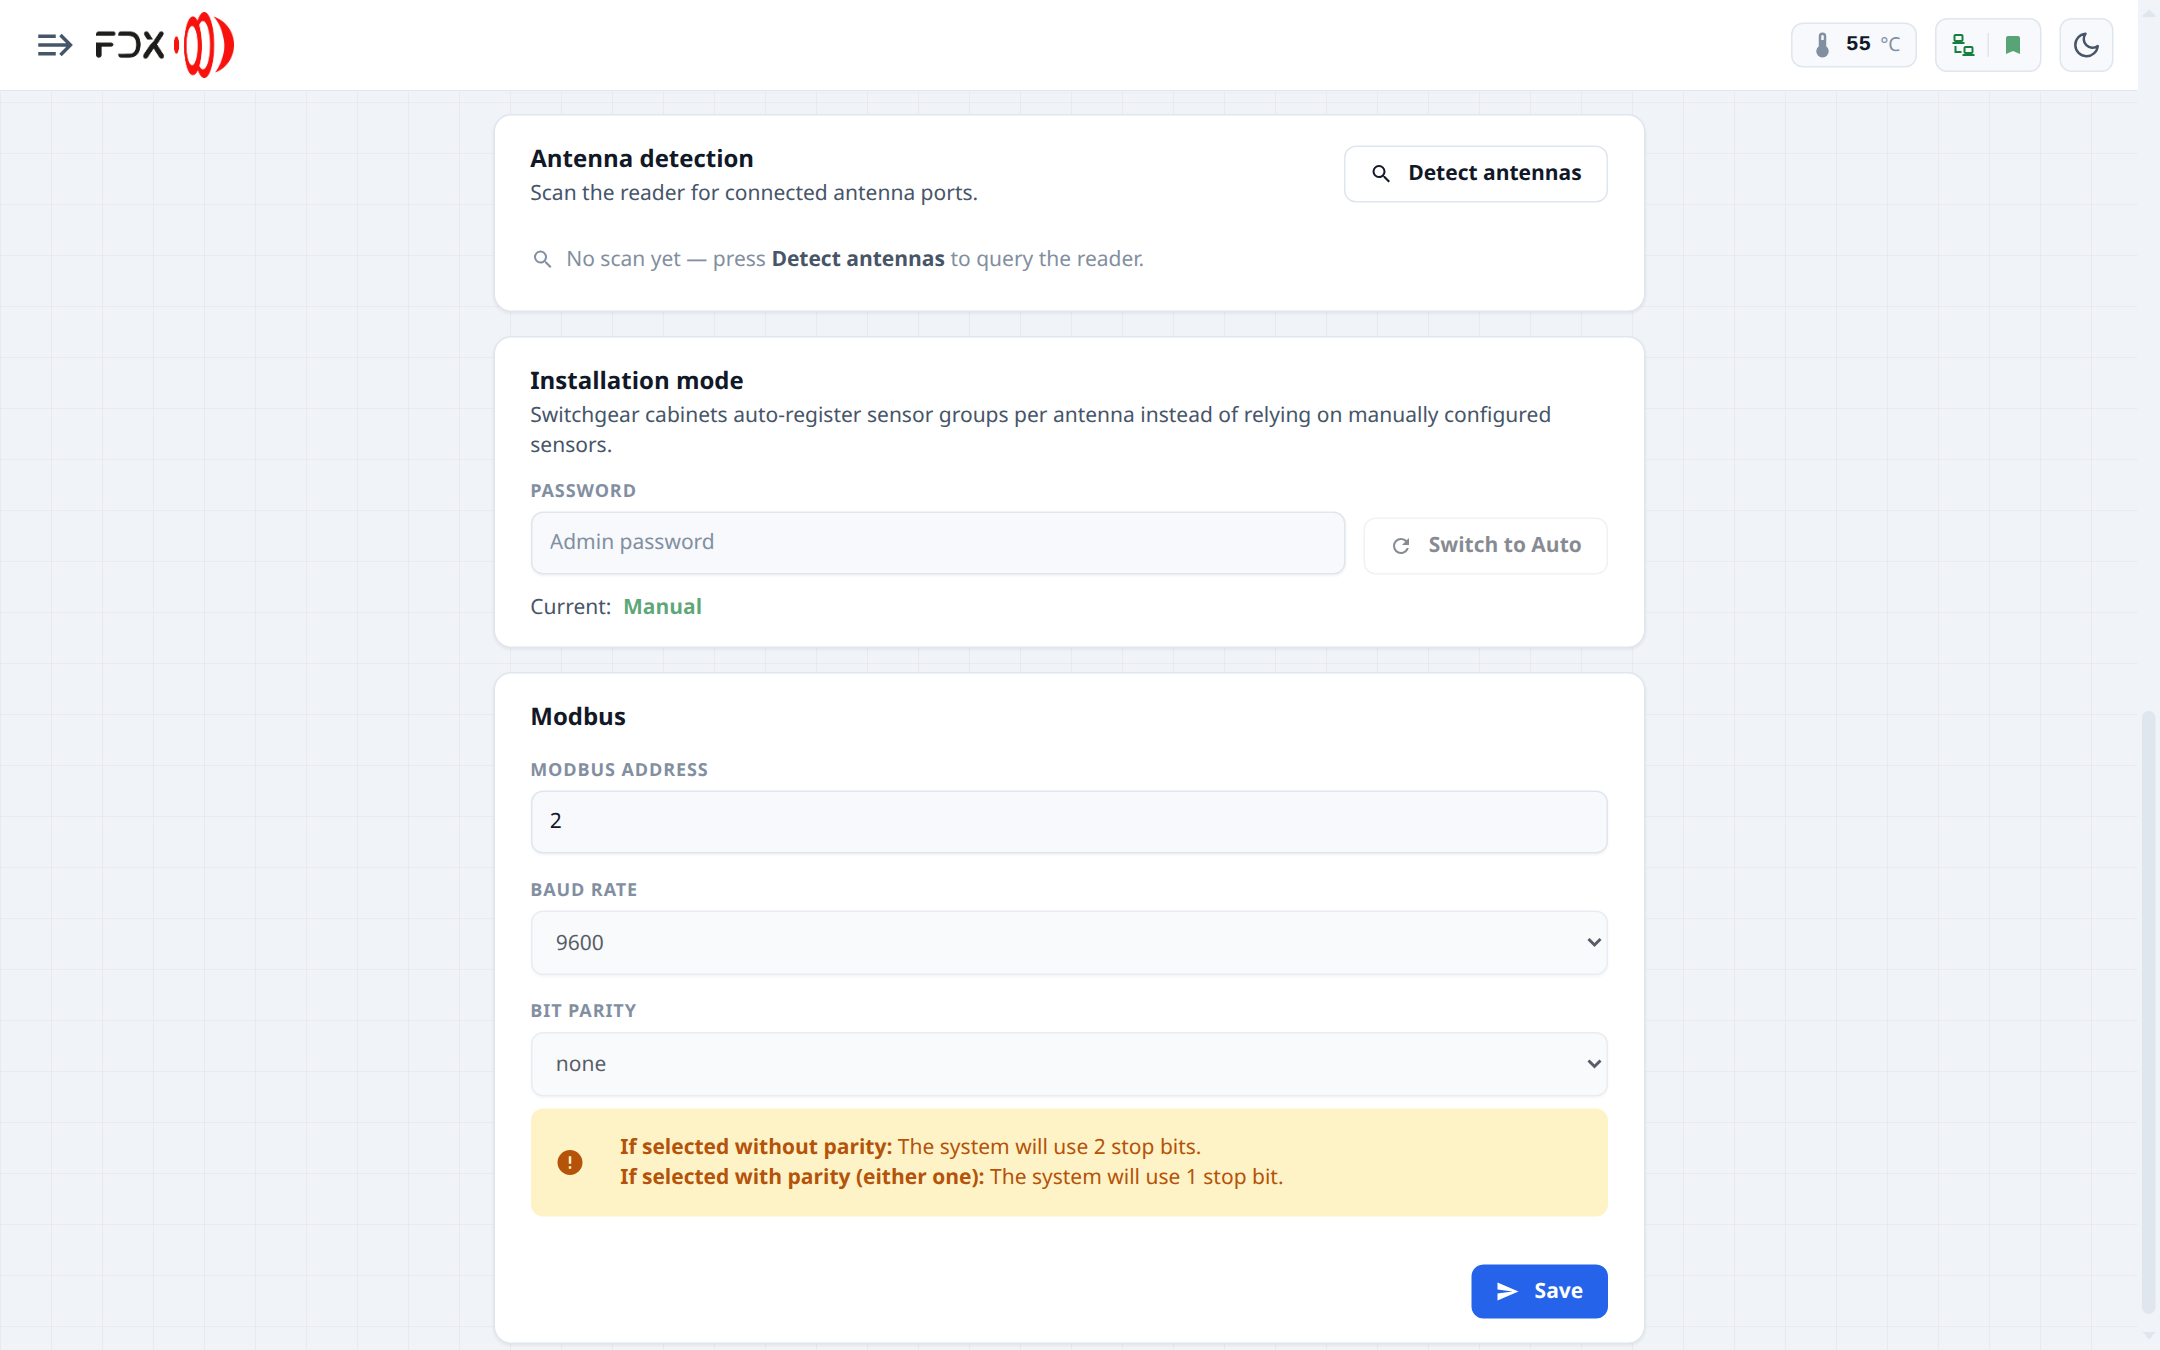 FDX
55 °C
Antenna detection
Scan the reader for connected antenna ports.
Detect antennas
No scan yet — press Detect antennas to query the reader.
Installation mode
Switchgear cabinets auto-register sensor groups per antenna instead of relying on manually configured
sensors.
PASSWORD
Admin password
Switch to Auto
Current: Manual
Modbus
MODBUS ADDRESS
2
BAUD RATE
9600
BIT PARITY
none
If selected without parity: The system will use 2 stop bits.
If selected with parity (either one): The system will use 1 stop bit.
Save